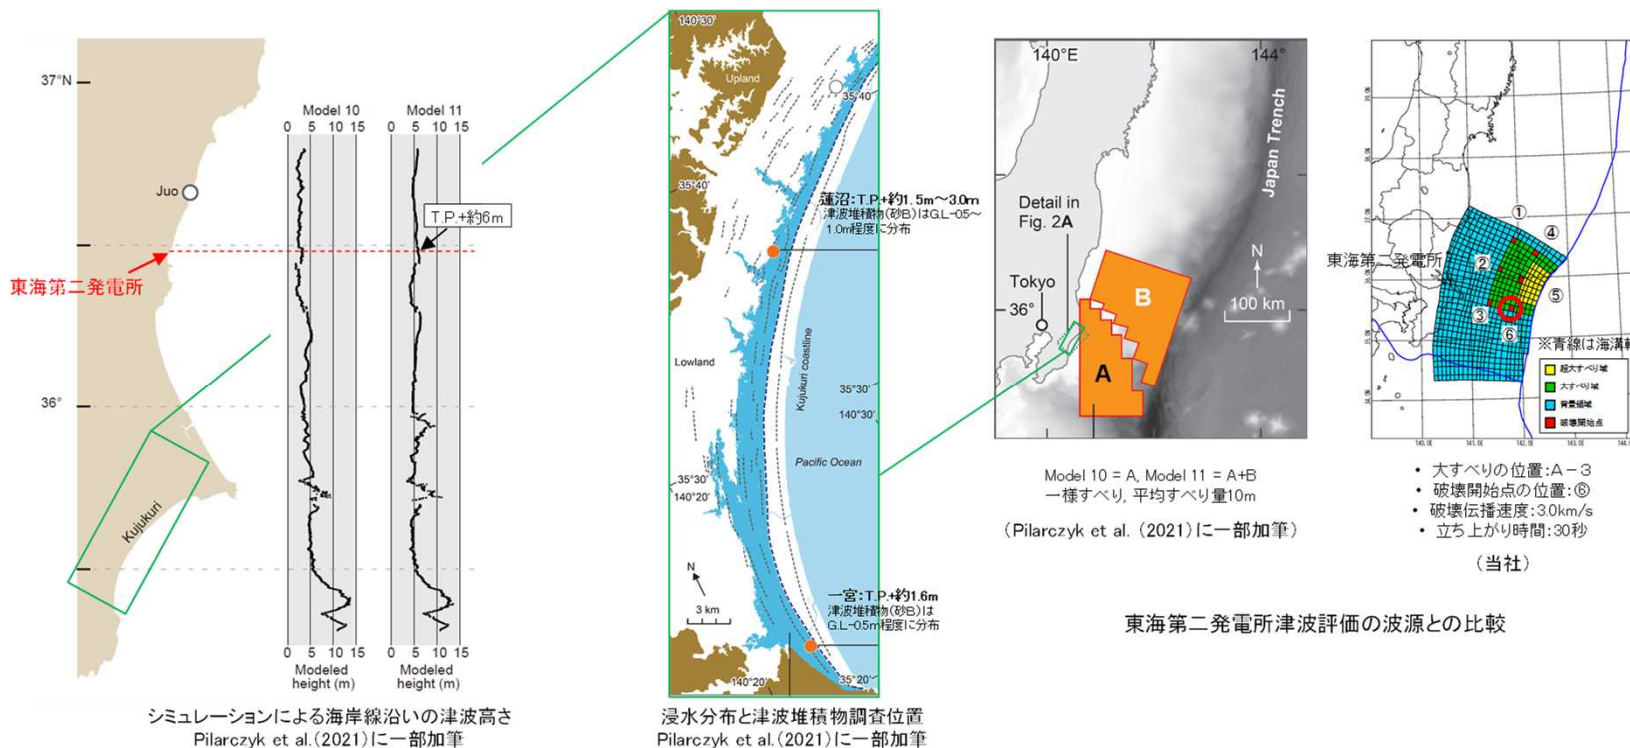 37°N
Juo
東海第二発電所
36°
Kujukuri
Model 10
0 5 10 15
Model 11
0 5 10 15
T.P.+約6m
0 5 10 15
Modeled
height (m)
0 5 10 15
Modeled
height (m)
シミュレーションによる海岸線沿いの津波高さ
Pilarczyk et al.(2021)に一部加筆
140°30'
Upland
35°40'
35°40'
蓮沼:T.P.+約1.5m~3.0m
津波堆積物(砂B)はG.L-0.5~
1.0m程度に分布
Lowland
Kujukuri coastline
35°30'
140°30'
Pacific Ocean
35°30'
140°20'
N
3 km
一宮:T.P.+約1.6m
津波堆積物(砂B)は
G.L-0.5m程度に分布
140°20'
35°20'
浸水分布と津波堆積物調査位置
Pilarczyk et al.(2021)に一部加筆
140°E
144°
Japan Trench
Detail in
Fig. 2A
Tokyo
36°
N
100 km
B
A
Model 10 = A, Model 11 = A+B
一様すべり, 平均すべり量10m
(Pilarczyk et al. (2021)に一部加筆)
東海第二発電所
①
④
②
⑤
③
⑥
※青線は海溝軸
超大すべり域
大すべり域
背景領域
破壊開始点
140.0E 141.0E 142.0E 143.0E
• 大すべりの位置:A-3
• 破壊開始点の位置:⑥
• 破壊伝播速度:3.0km/s
• 立ち上がり時間:30秒
(当社)
東海第二発電所津波評価の波源との比較